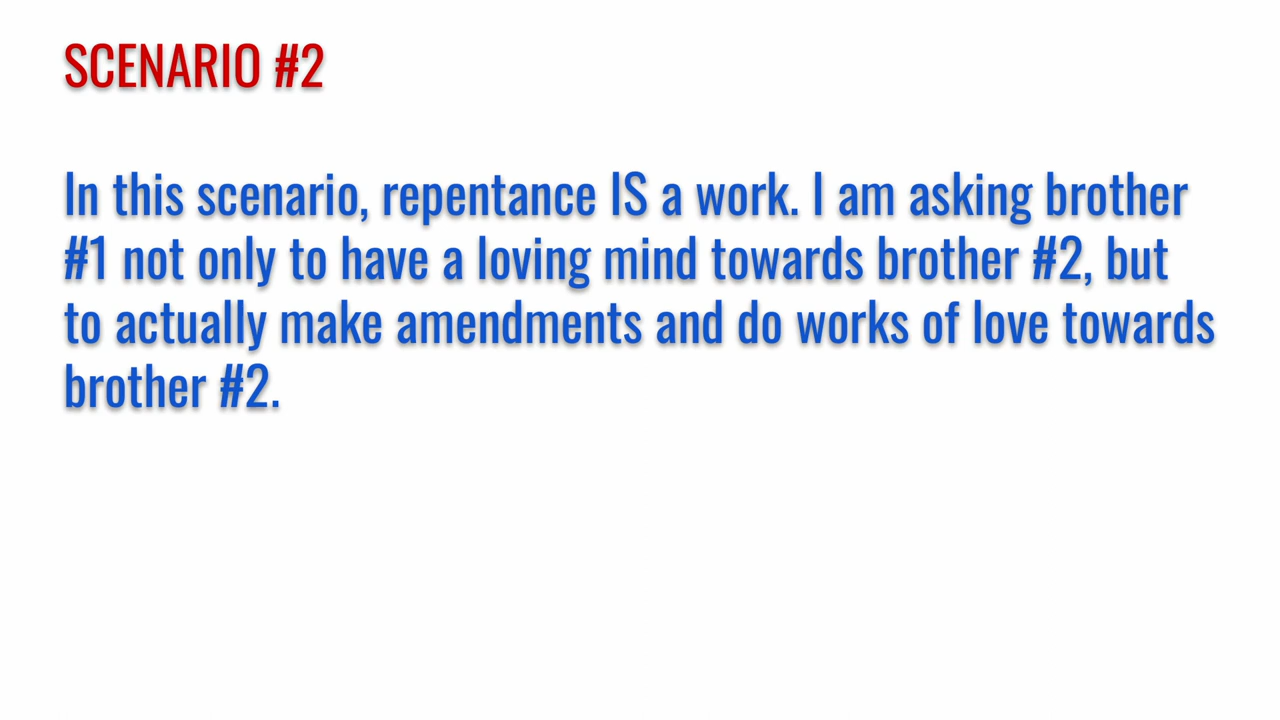 SCENARIO #2
In this scenario, repentance IS a work. I am asking brother
#1 not only to have a loving mind towards brother #2, but
to actually make amendments and do works of love towards
brother #2.